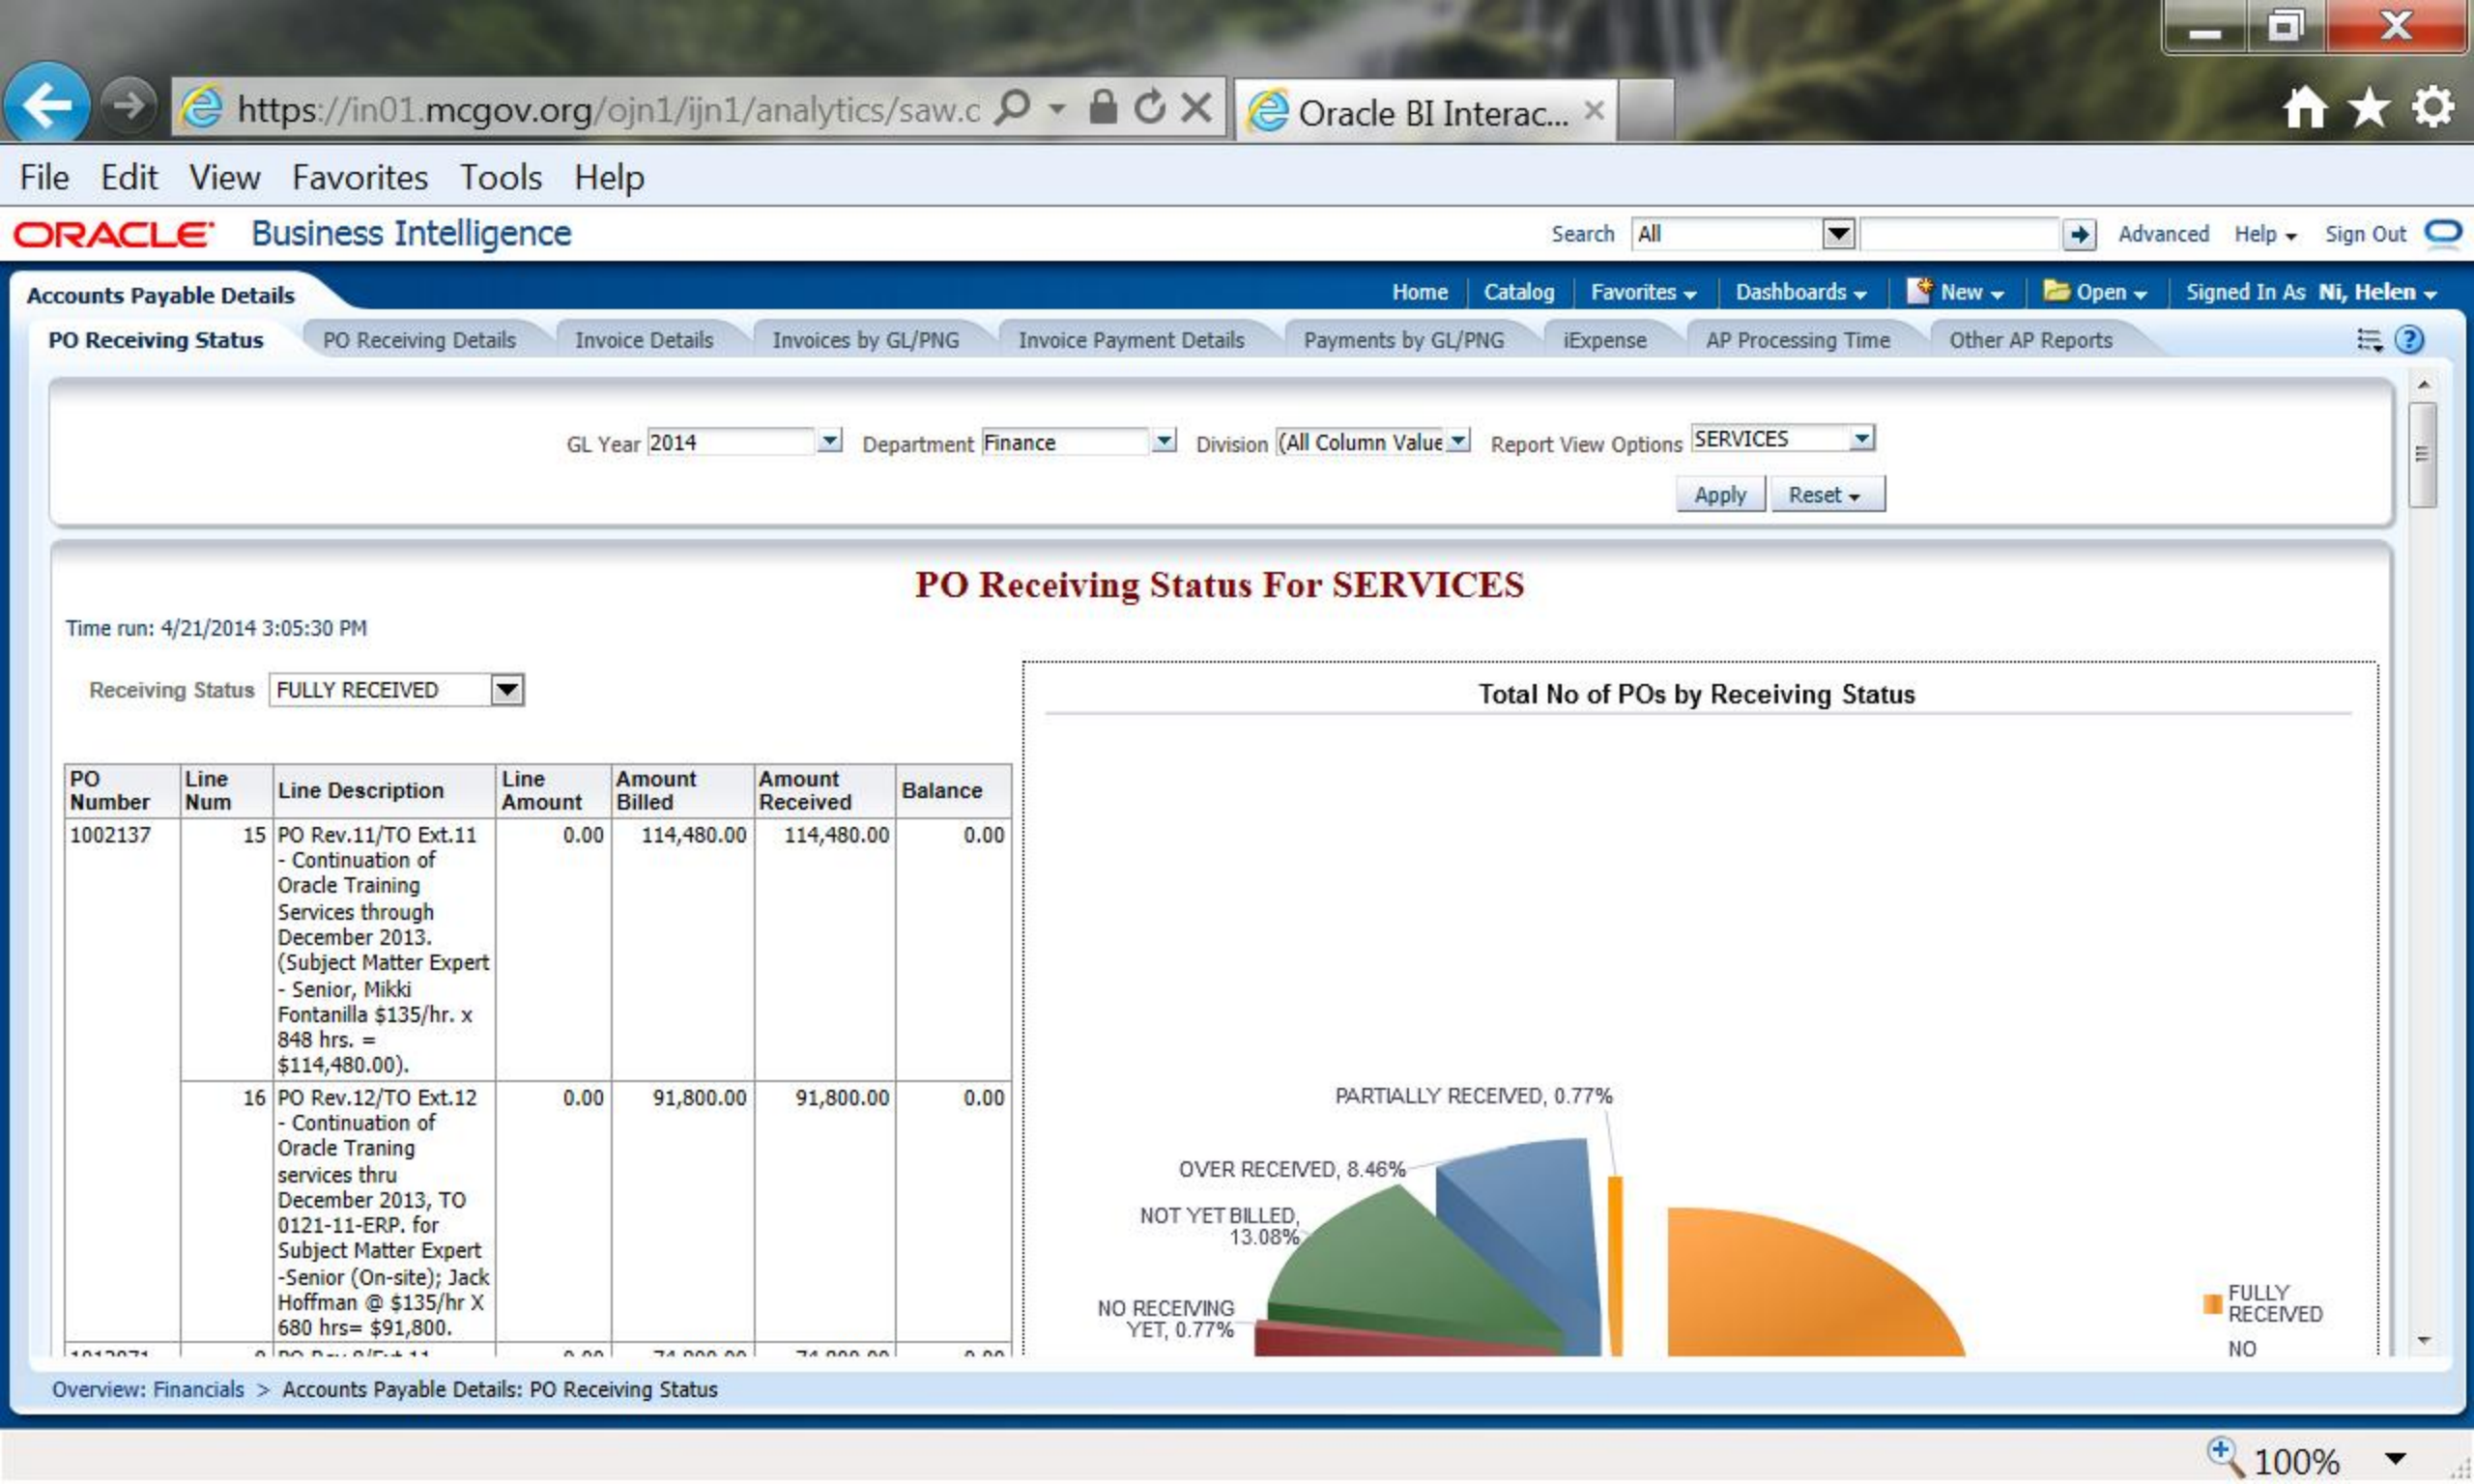 https://in01.mcgov.org/ojn1/ijn1/analytics/saw.c
Oracle BI Interac...
File Edit View Favorites Tools Help
ORACLE Business Intelligence
Search All Advanced Help Sign Out
Accounts Payable Details
Home Catalog Favorites Dashboards New Open Signed In As Ni, Helen
PO Receiving Status PO Receiving Details Invoice Details Invoices by GL/PNG Invoice Payment Details Payments by GL/PNG iExpense AP Processing Time Other AP Reports
GL Year 2014 Department Finance Division (All Column Value Report View Options SERVICES
Apply Reset
PO Receiving Status For SERVICES
Time run: 4/21/2014 3:05:30 PM
Receiving Status FULLY RECEIVED
PO Number Line Num Line Description Line Amount Amount Billed Amount Received Balance
1002137 15 PO Rev.11/TO Ext.11 0.00 114,480.00 114,480.00 0.00
- Continuation of
Oracle Training
Services through
December 2013.
(Subject Matter Expert
- Senior, Mikki
Fontanilla $135/hr. x
848 hrs. =
$114,480.00).
16 PO Rev.12/TO Ext.12 0.00 91,800.00 91,800.00 0.00
- Continuation of
Oracle Traning
services thru
December 2013, TO
0121-11-ERP. for
Subject Matter Expert
-Senior (On-site); Jack
Hoffman @ $135/hr X
680 hrs= $91,800.
Total No of POs by Receiving Status
PARTIALLY RECEIVED, 0.77%
OVER RECEIVED, 8.46%
NOT YET BILLED,
13.08%
NO RECEIVING
YET, 0.77%
FULLY
RECEIVED
NO
Overview: Financials > Accounts Payable Details: PO Receiving Status
100%